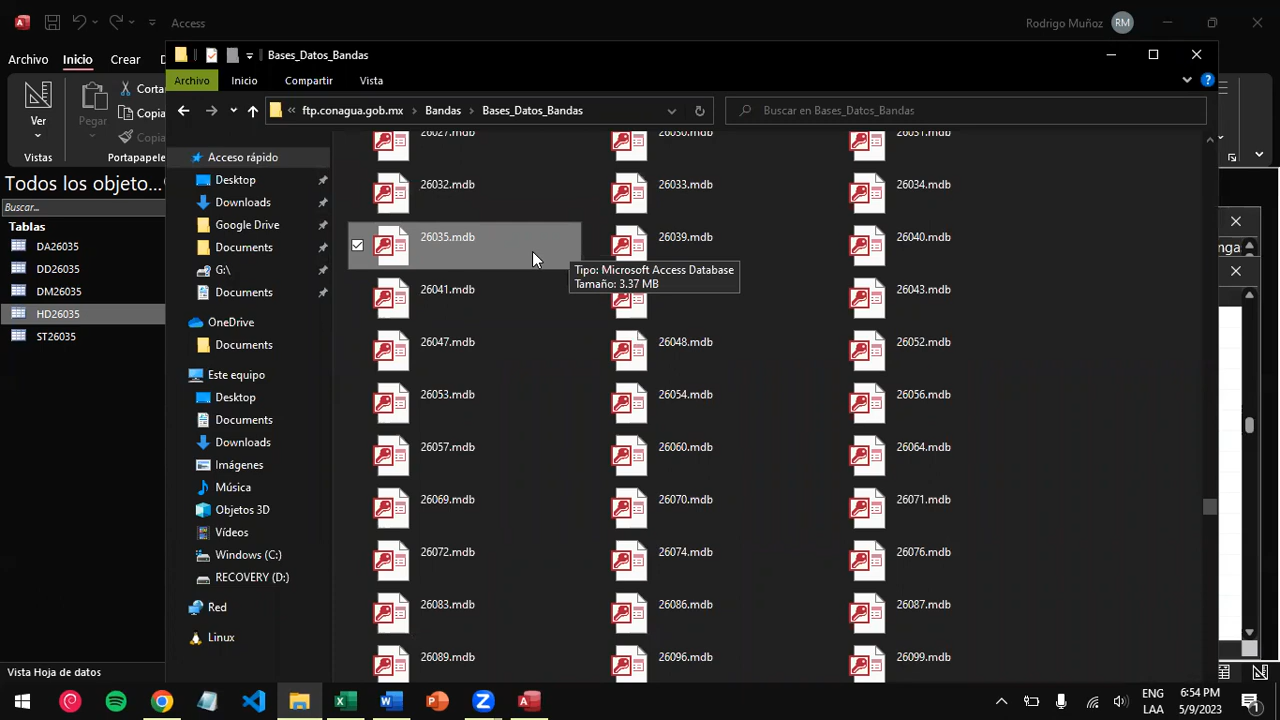 Access
Rodrigo Muñoz RM
Archivo Inicio Crear
Ver
Pegar
Vistas
Portapapele
Todos los objeto...
Buscar...
Tablas
DA26035
DD26035
DM26035
HD26035
ST26035
Vista Hoja de datos
Bases_Datos_Bandas
Archivo Inicio Compartir Vista
ftp.conagua.gob.mx > Bandas > Bases_Datos_Bandas
Buscar en Bases_Datos_Bandas
Acceso rápido
Desktop
Downloads
Google Drive
Documents
G:\
Documents
OneDrive
Documents
Este equipo
Desktop
Documents
Downloads
Imágenes
Música
Objetos 3D
Vídeos
Windows (C:)
RECOVERY (D:)
Red
Linux
26032.mdb 26033.mdb 26034.mdb
26035.mdb 26039.mdb 26040.mdb
Tipo: Microsoft Access Database
Tamaño: 3.37 MB
26041.mdb 26043.mdb
26047.mdb 26048.mdb 26052.mdb
26053.mdb 26054.mdb 26056.mdb
26057.mdb 26060.mdb 26064.mdb
26069.mdb 26070.mdb 26071.mdb
26072.mdb 26074.mdb 26076.mdb
26083.mdb 26086.mdb 26087.mdb
26089.mdb 26096.mdb 26099.mdb
ENG
LAA
6:54 PM
5/9/2023